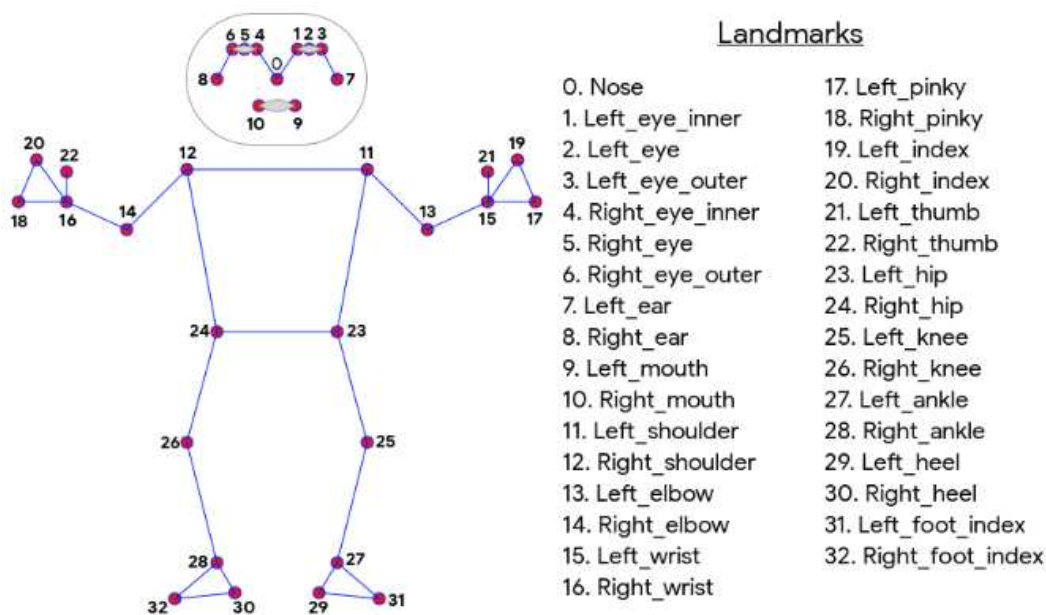 Landmarks
0. Nose
1. Left_eye_inner
2. Left_eye
3. Left_eye_outer
4. Right_eye_inner
5. Right_eye
6. Right_eye_outer
7. Left_ear
8. Right_ear
9. Left_mouth
10. Right_mouth
11. Left_shoulder
12. Right_shoulder
13. Left_elbow
14. Right_elbow
15. Left_wrist
16. Right_wrist
17. Left_pinky
18. Right_pinky
19. Left_index
20. Right_index
21. Left_thumb
22. Right_thumb
23. Left_hip
24. Right_hip
25. Left_knee
26. Right_knee
27. Left_ankle
28. Right_ankle
29. Left_heel
30. Right_heel
31. Left_foot_index
32. Right_foot_index
6 5 4 1 2 3
0
8 7
10 9
20 22 12 11 21 19
18 16 14 13 15 17
24 23
26 25
28 27
32 30 29 31